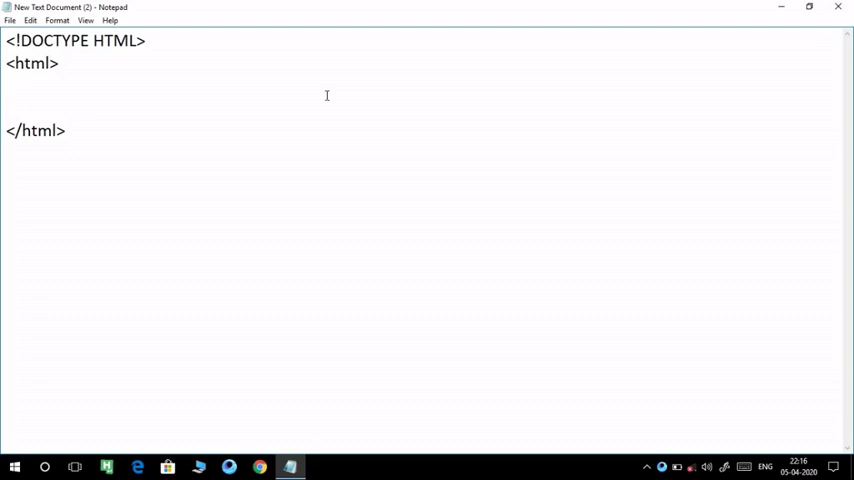 New Text Document (2) - Notepad
File Edit Format View Help
<!DOCTYPE HTML>
<html>
</html>
ENG
22:16
05-04-2020